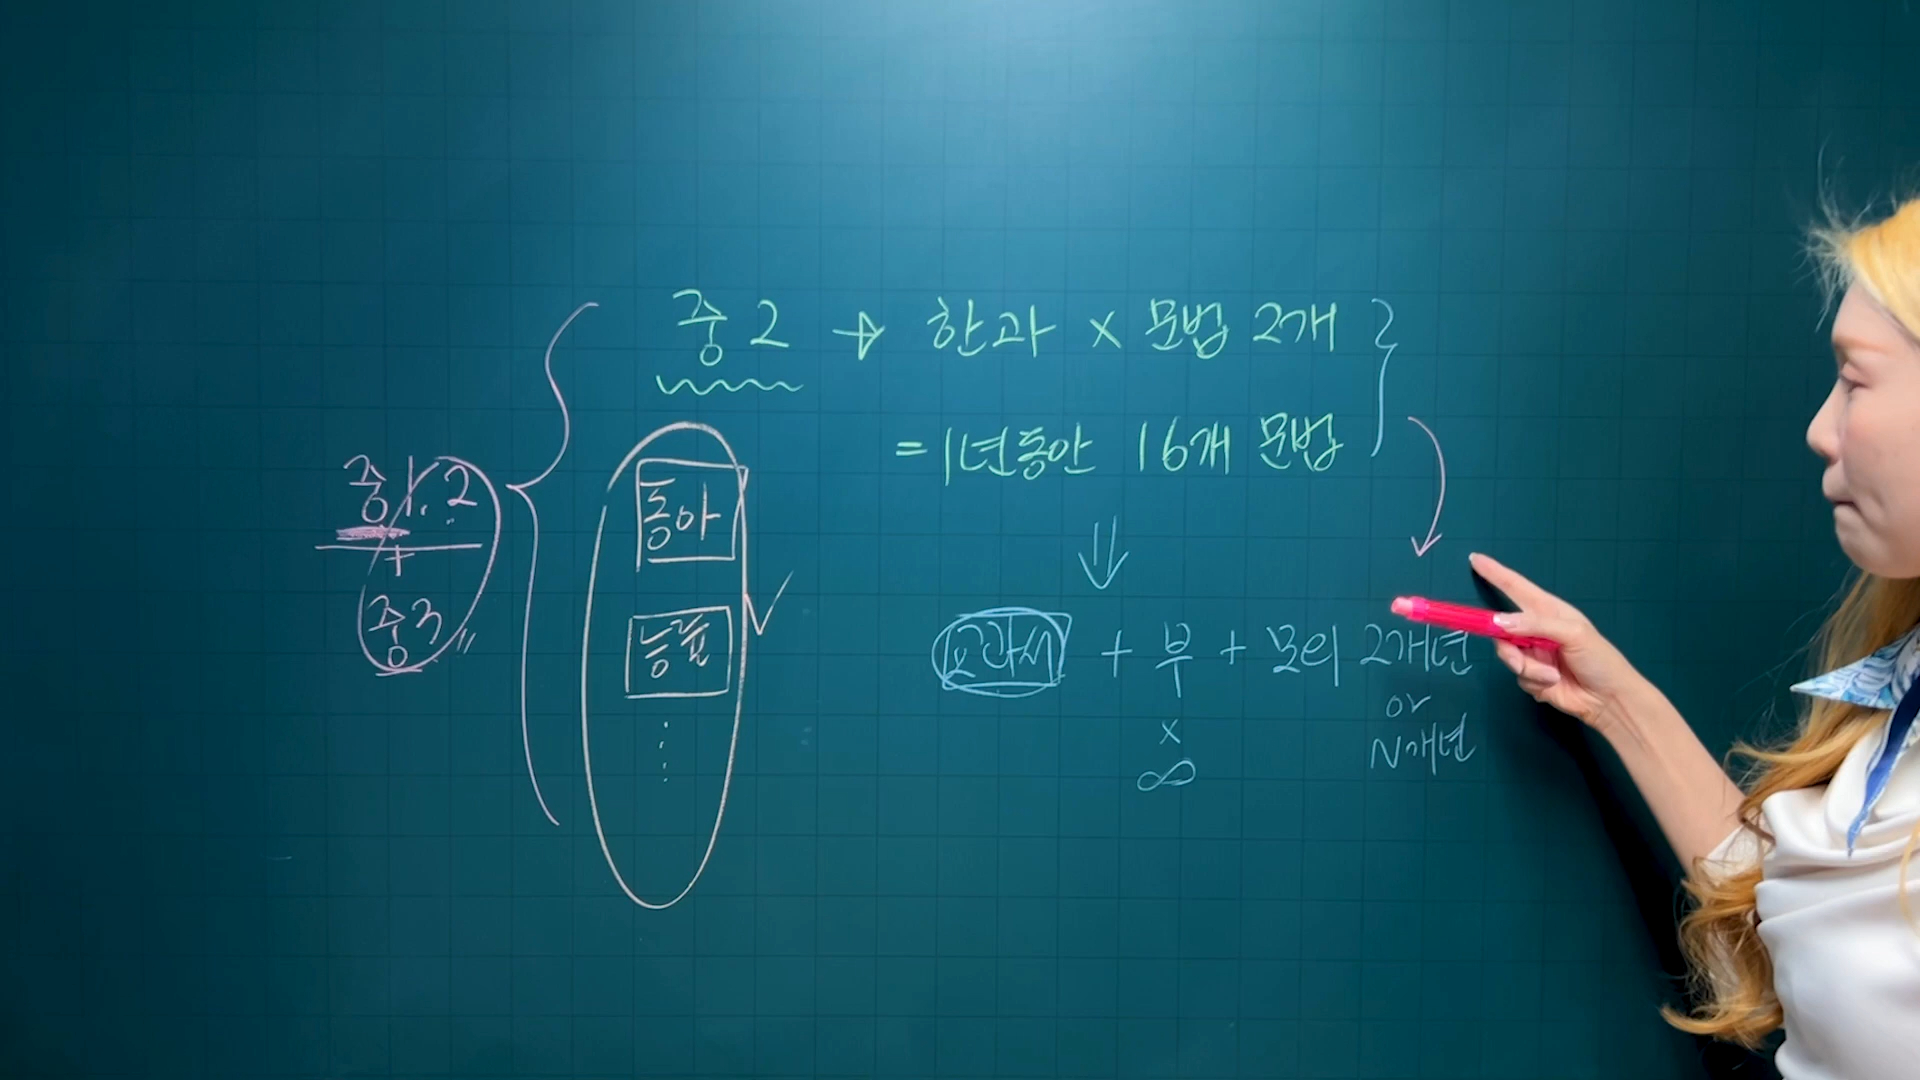 중1.2
+
중3
중2 → 한과 x 문법 2개
= 1년동안 16개 문법
동아
능률
교과서 + 부 + 모의 2개년
x
∞
or
N개년